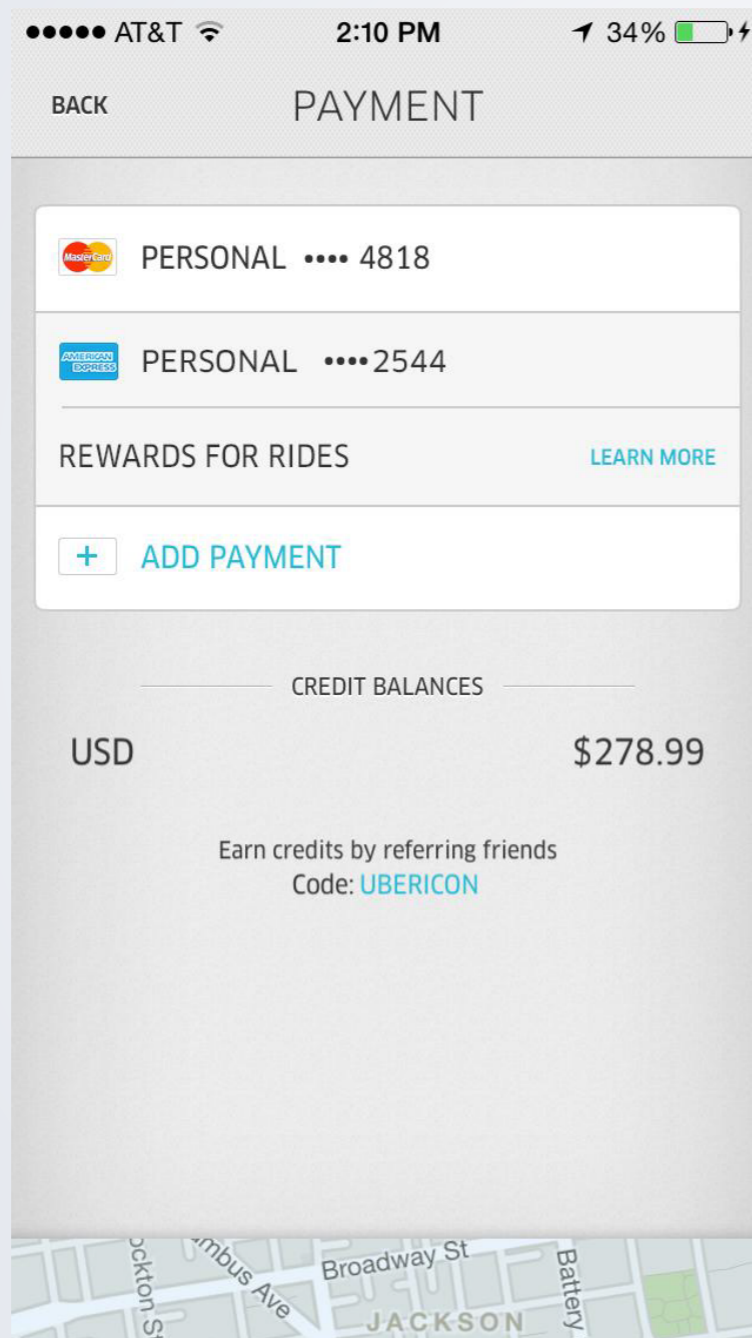 ●●●●● AT&T 2:10 PM 34%
BACK PAYMENT
MasterCard PERSONAL •••• 4818
AMERICAN EXPRESS PERSONAL ••••2544
REWARDS FOR RIDES LEARN MORE
+ ADD PAYMENT
CREDIT BALANCES
USD $278.99
Earn credits by referring friends
Code: UBERICON
Broadway St
Battery
JACKSON